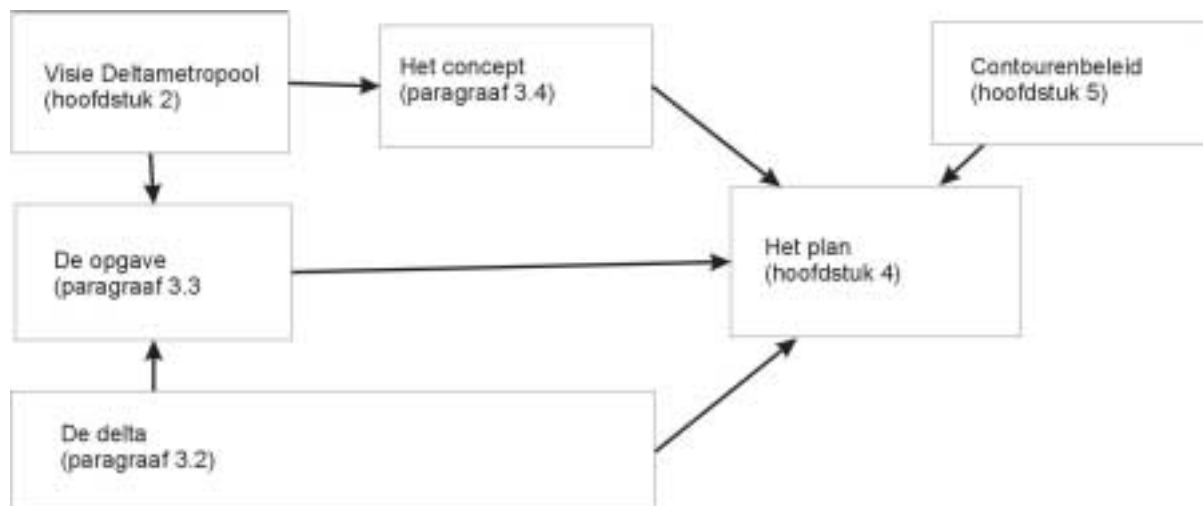 Visie Deltametropool
(hoofdstuk 2)
Het concept
(paragraaf 3.4)
Contourenbeleid
(hoofdstuk 5)
De opgave
(paragraaf 3.3
Het plan
(hoofdstuk 4)
De delta
(paragraaf 3.2)